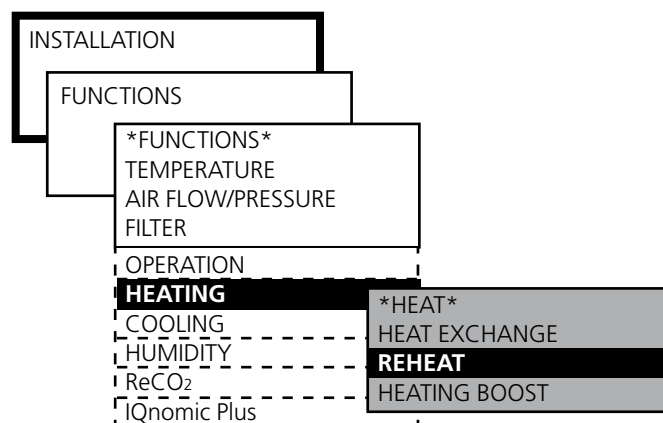 INSTALLATION
FUNCTIONS
*FUNCTIONS*
TEMPERATURE
AIR FLOW/PRESSURE
FILTER
OPERATION
HEATING
COOLING
HUMIDITY
ReCO₂
IQnomic Plus
*HEAT*
HEAT EXCHANGE
REHEAT
HEATING BOOST